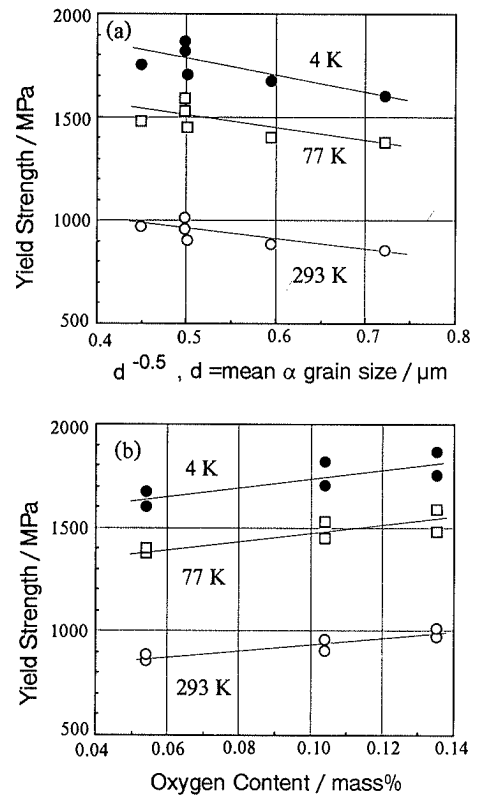 (a)
2000
1500
1000
500
Yield Strength / MPa
4 K
77 K
293 K
0.4
0.5
0.6
0.7
0.8
d -0.5 , d =mean α grain size / μm
(b)
2000
1500
1000
500
Yield Strength / MPa
4 K
77 K
293 K
0.04
0.06
0.08
0.10
0.12
0.14
Oxygen Content / mass%